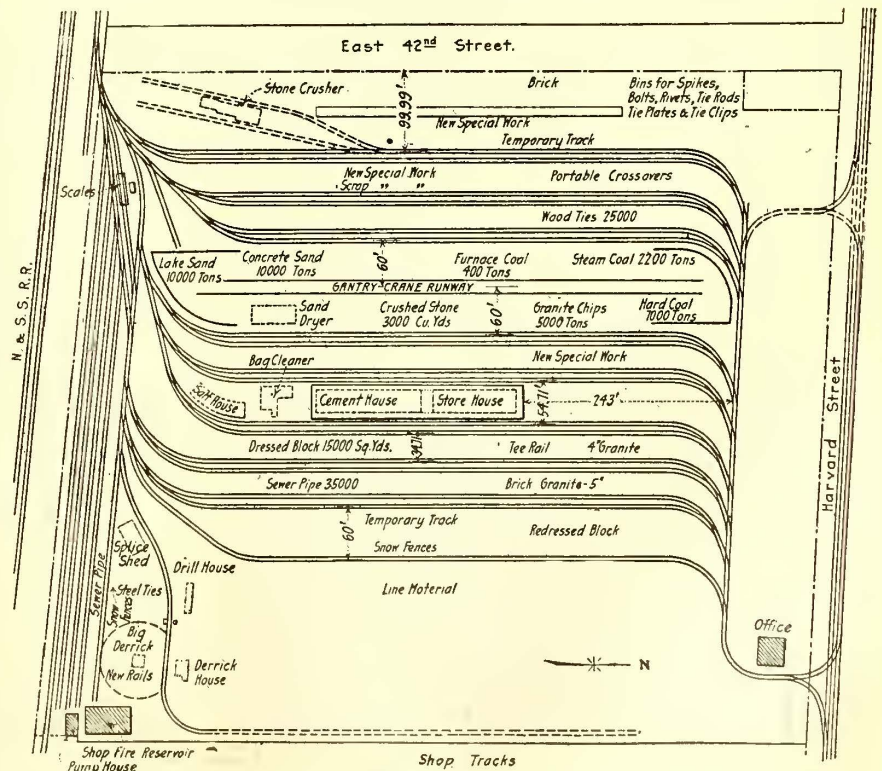 East 42nd Street.
Stone Crusher
99.99'
Brick
Bins for Spikes,
Bolts, Rivets, Tie Rods
Tie Plates & Tie Clips
New Special Work
Temporary Track
Scales
New Special Work
Scrap " "
Portable Crossovers
Wood Ties 25000
Lake Sand
10000 Tons
Concrete Sand
10000 Tons
60'
Furnace Coal
400 Tons
Steam Coal 2200 Tons
GANTRY CRANE RUNWAY
N. & S.S. R.R.
Sand
Dryer
Crushed Stone
3000 Cu. Yds
60'
Granite Chips
5000 Tons
Hard Coal
7000 Tons
Bag Cleaner
New Special Work
Salt House
Cement House
Store House
54.71'
243'
Harvard Street
Dressed Block 15000 Sq. Yds.
34.71'
Tee Rail
4" Granite
Sewer Pipe 35000
Brick Granite-5"
Temporary Track
60'
Redressed Block
Snow Fences
Splice
Shed
Drill House
Line Material
Sewer Pipe
Steel Ties
Snow
Fences
Big
Derrick
New Rails
Derrick
House
N
Office
Shop Fire Reservoir
Pump House
Shop Tracks